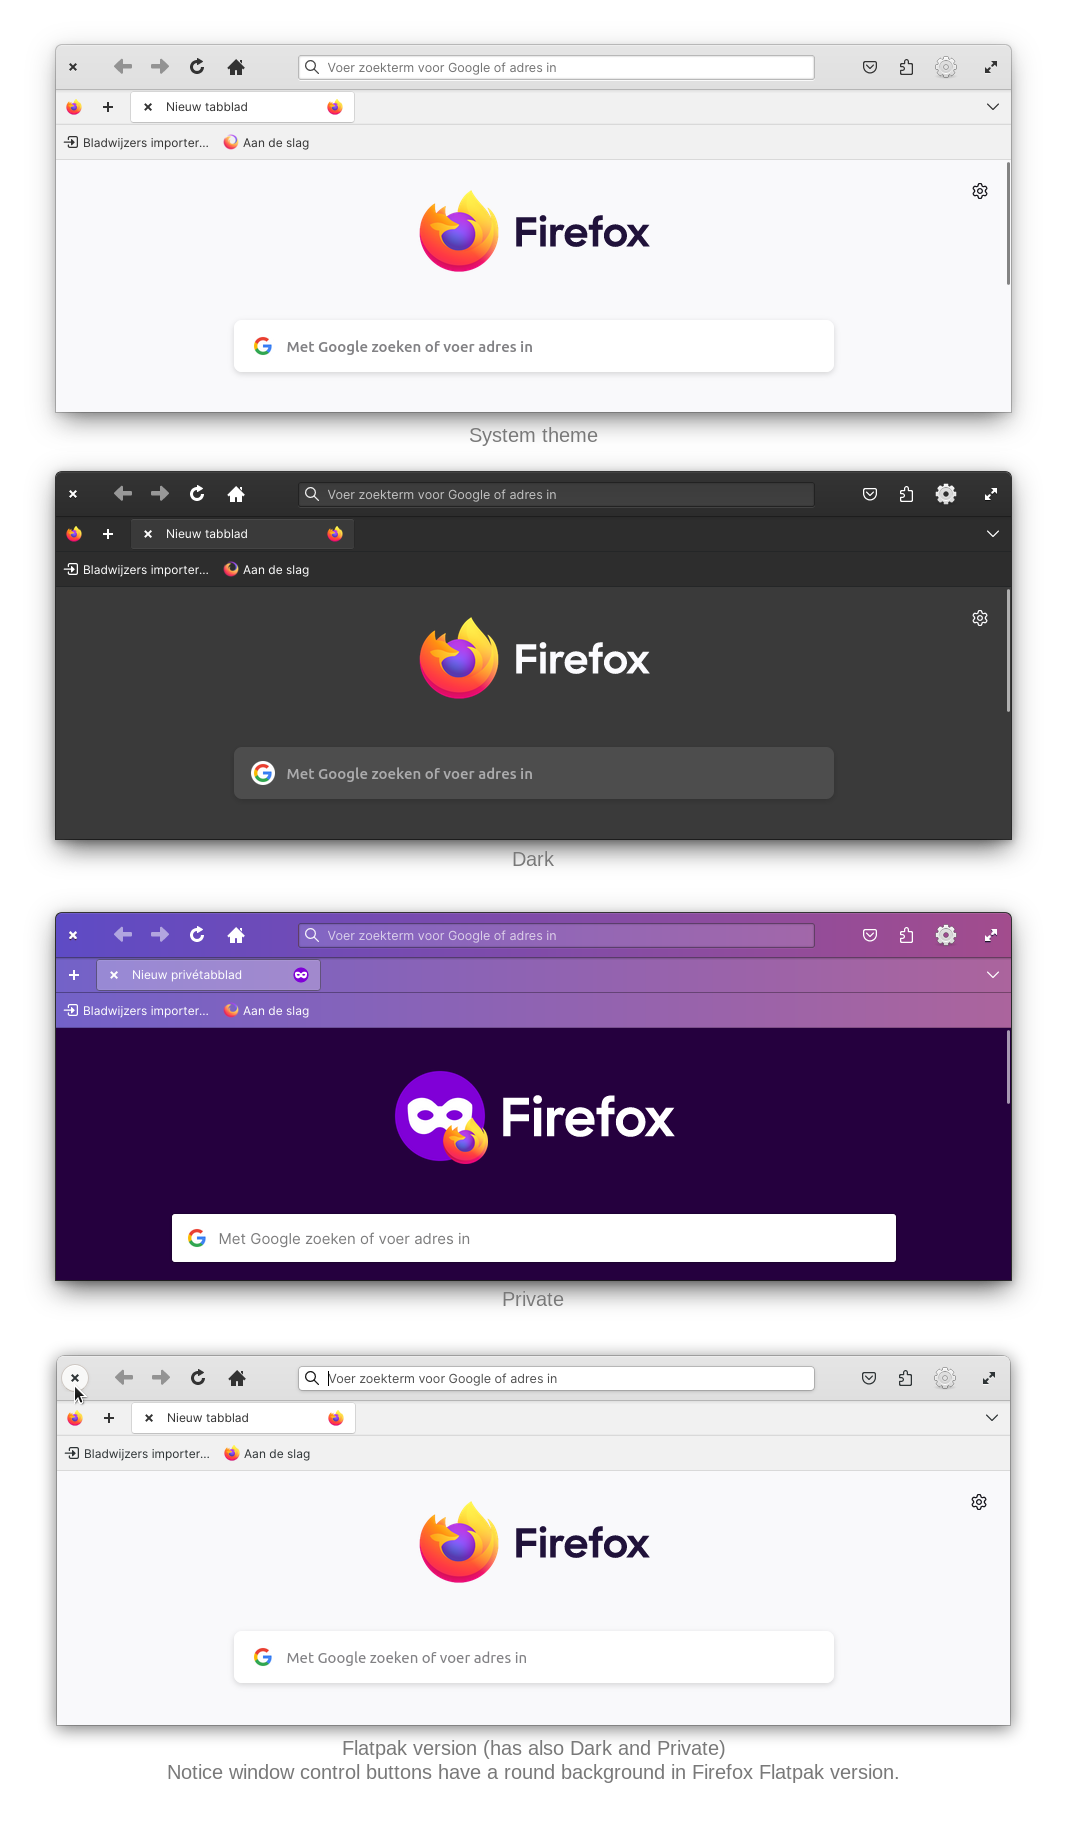 Voer zoekterm voor Google of adres in
Nieuw tabblad
Bladwijzers importer... Aan de slag
Firefox
Met Google zoeken of voer adres in
System theme
Voer zoekterm voor Google of adres in
Nieuw tabblad
Bladwijzers importer... Aan de slag
Firefox
Met Google zoeken of voer adres in
Dark
Voer zoekterm voor Google of adres in
Nieuw privétabblad
Bladwijzers importer... Aan de slag
Firefox
Met Google zoeken of voer adres in
Private
Voer zoekterm voor Google of adres in
Nieuw tabblad
Bladwijzers importer... Aan de slag
Firefox
Met Google zoeken of voer adres in
Flatpak version (has also Dark and Private)
Notice window control buttons have a round background in Firefox Flatpak version.